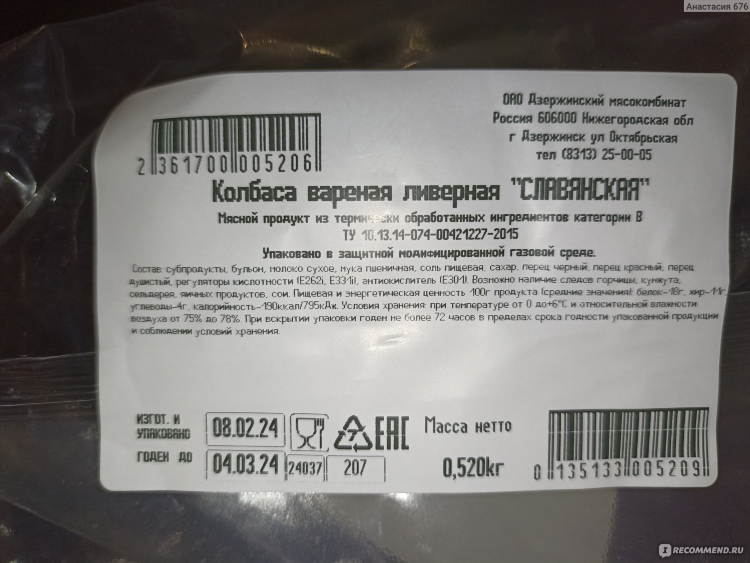 Анастасия 676
ОАО Дзержинский мясокомбинат
Россия 606000 Нижегородская обл
г Дзержинск ул Октябрьская
тел (8313) 25-00-05
2 361700 005206
Колбаса вареная ливерная "СЛАВЯНСКАЯ"
Мясной продукт из термически обработанных ингредиентов категории В
ТУ 10.13.14-074-00421227-2015
Упаковано в защитной модифицированной газовой среде.
Состав: субпродукты, бульон, молоко сухое, мука пшеничная, соль пищевая, сахар, перец черный, перец красный, перец
душистый, регуляторы кислотности (Е262i, Е331i), антиокислитель (Е301). Возможно наличие следов горчицы, кунжута,
сельдерея, яичных продуктов, сои. Пищевая и энергетическая ценность 100г продукта (средние значения): белок-18г, жир-11г,
углеводы-4г, калорийность-190ккал/795кДж. Условия хранения: при температуре от 0 до+6°С и относительной влажности
воздуха от 75% до 78%. При вскрытии упаковки годен не более 72 часов в пределах срока годности упакованной продукции
и соблюдении условий хранения.
ИЗГОТ. И
УПАКОВАНО
08.02.24
ЕАС
Масса нетто
ГОДЕН ДО
04.03.24
24037
207
0,520кг
0 135133 005209
I RECOMMEND.RU